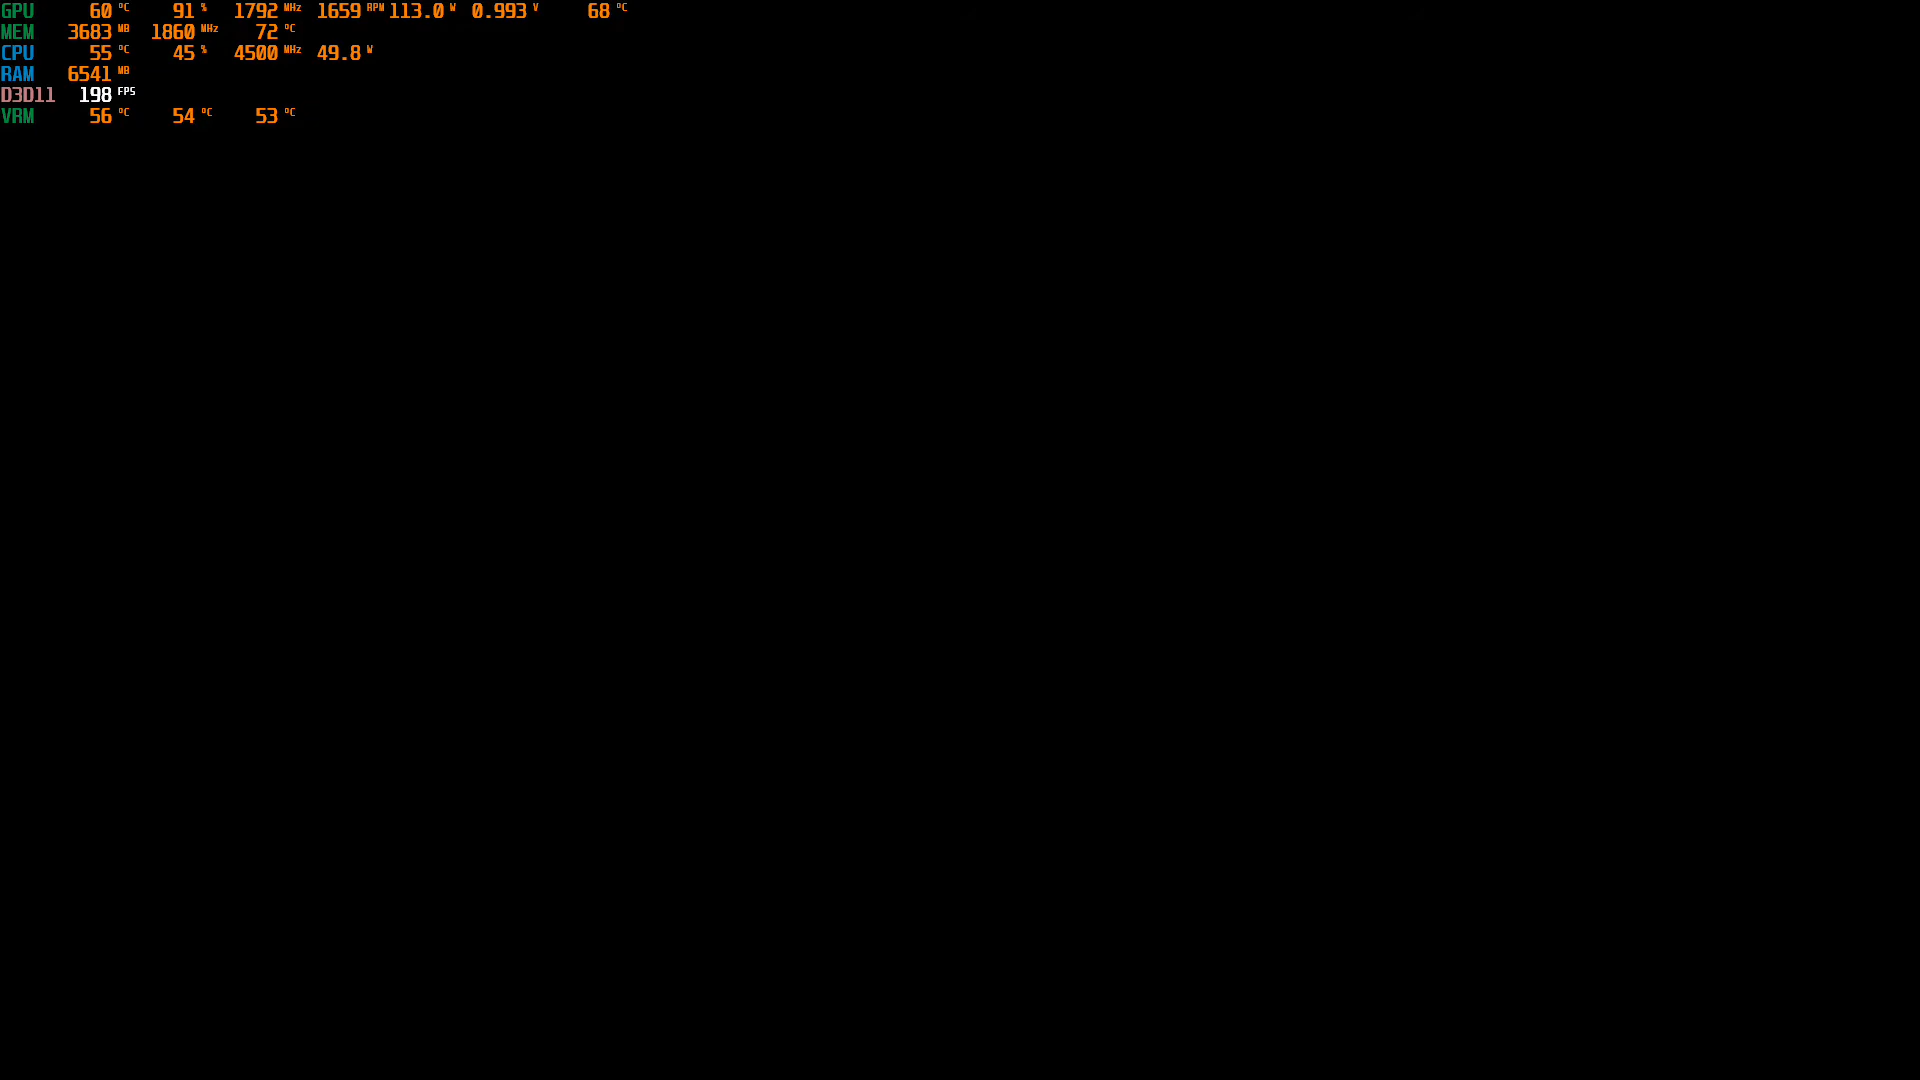 GPU 60 °C 91 % 1792 MHz 1659 RPM 113.0 W 0.993 V 68 °C
MEM 3683 MB 1860 MHz 72 °C
CPU 55 °C 45 % 4500 MHz 49.8 W
RAM 6541 MB
D3D11 198 FPS
VRM 56 °C 54 °C 53 °C